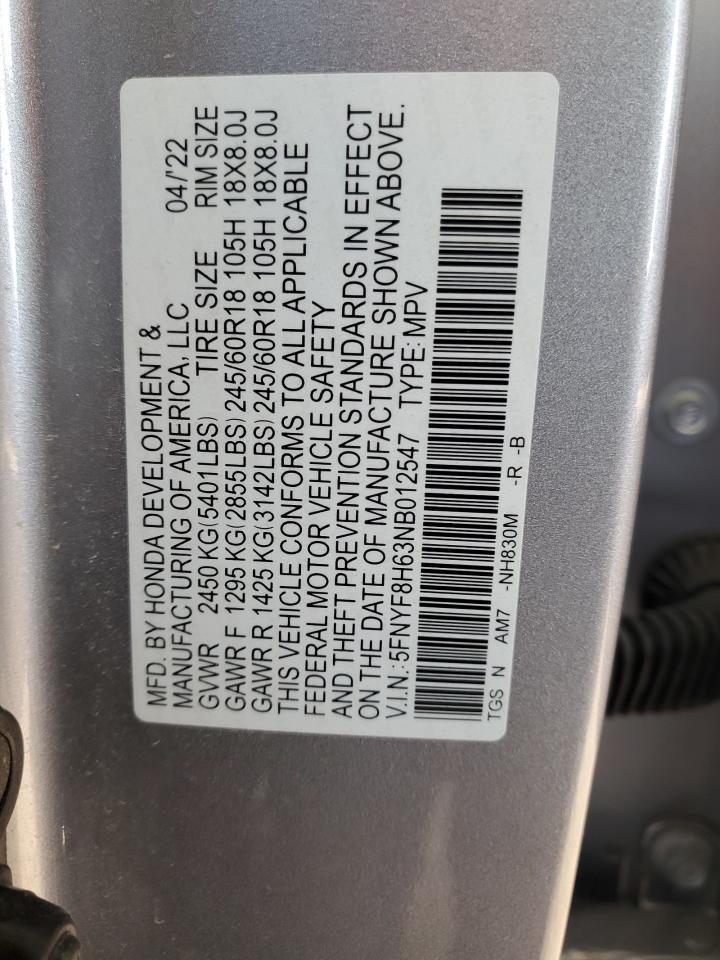 MFD. BY HONDA DEVELOPMENT &
MANUFACTURING OF AMERICA, LLC 04/'22
GVWR 2450 KG(5401LBS) TIRE SIZE RIM SIZE
GAWR F 1295 KG(2855LBS)245/60R18 105H 18X8.0J
GAWR R 1425 KG(3142LBS)245/60R18 105H 18X8.0J
THIS VEHICLE CONFORMS TO ALL APPLICABLE
FEDERAL MOTOR VEHICLE SAFETY
AND THEFT PREVENTION STANDARDS IN EFFECT
ON THE DATE OF MANUFACTURE SHOWN ABOVE.
V.I.N.:5FNYF8H63NB012547 TYPE:MPV
TGS N AM7 -NH830M -R -B